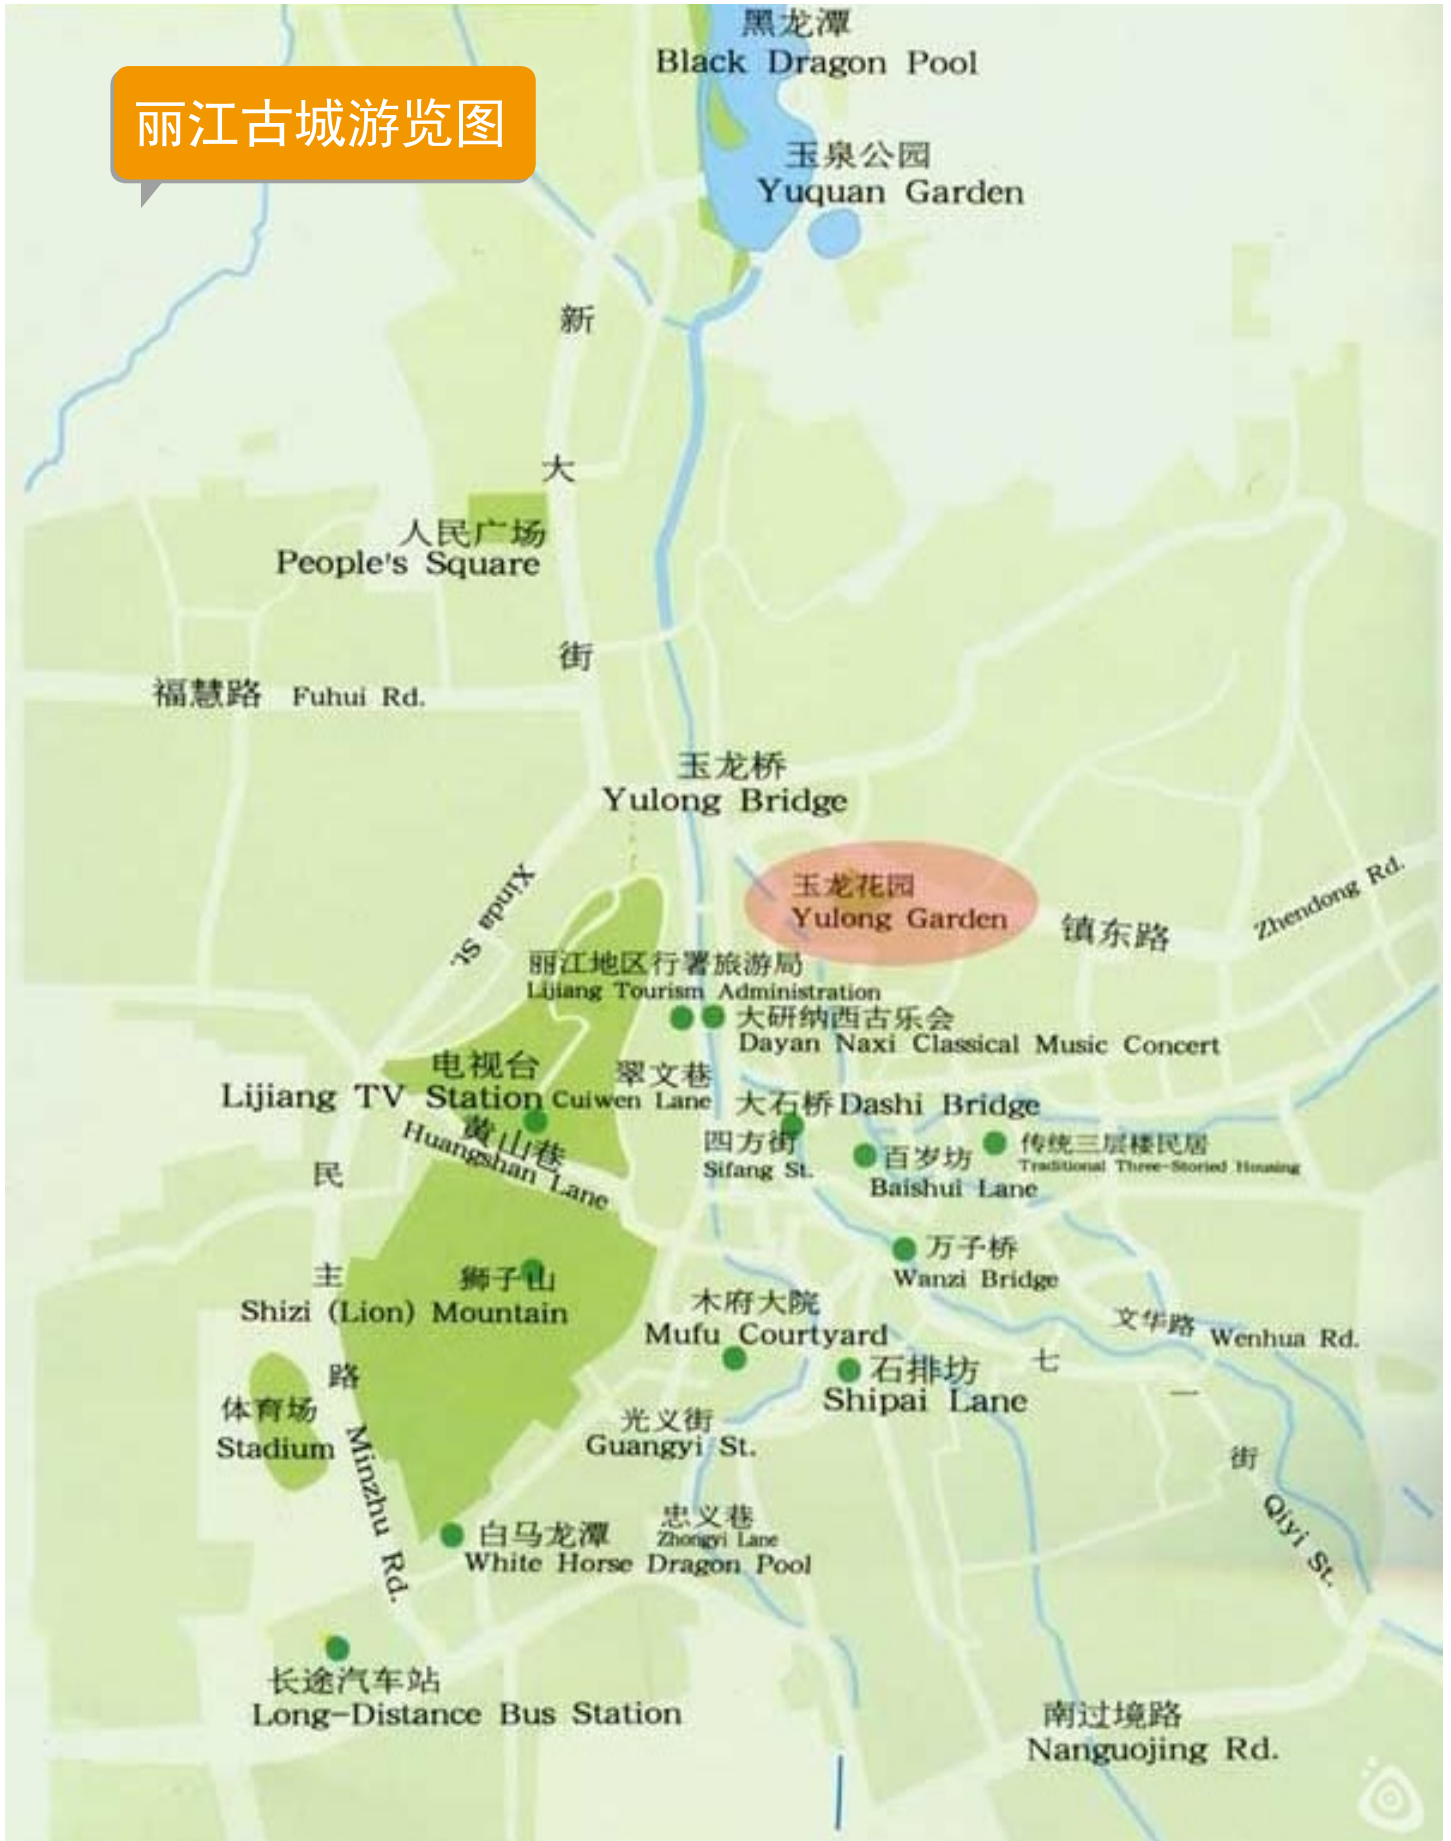 黑龙潭
Black Dragon Pool
丽江古城游览图
玉泉公园
Yuquan Garden
新
大
街
人民广场
People's Square
福慧路 Fuhui Rd.
玉龙桥
Yulong Bridge
Xinda St.
玉龙花园
Yulong Garden
镇东路
Zhendong Rd.
丽江地区行署旅游局
Lijiang Tourism Administration
大研纳西古乐会
Dayan Naxi Classical Music Concert
电视台
Lijiang TV Station
翠文巷
Cuiwen Lane
大石桥 Dashi Bridge
黄山巷
Huangshan Lane
四方街
Sifang St.
百岁坊
Baishui Lane
传统三层楼民居
Traditional Three-Storied Housing
民
主
路
Minzhu Rd.
狮子山
Shizi (Lion) Mountain
万子桥
Wanzi Bridge
木府大院
Mufu Courtyard
文华路 Wenhua Rd.
石排坊
Shipai Lane
七
一
街
Qiyi St.
体育场
Stadium
光义街
Guangyi St.
忠义巷
Zhongyi Lane
白马龙潭
White Horse Dragon Pool
长途汽车站
Long-Distance Bus Station
南过境路
Nanguojing Rd.